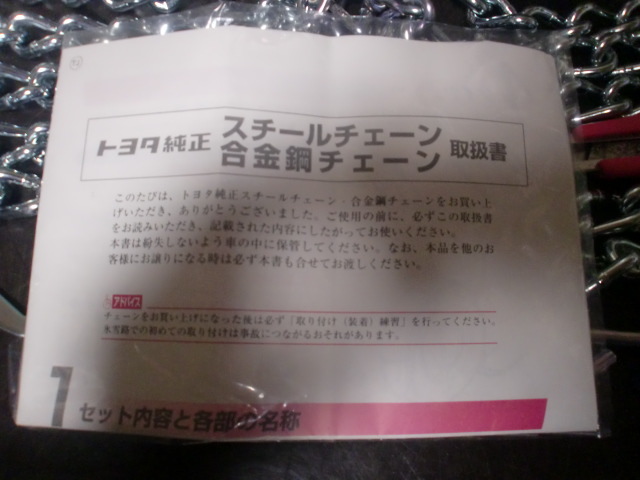 トヨタ純正 スチールチェーン 取扱書
合金鋼チェーン
このたびは、トヨタ純正スチールチェーン・合金鋼チェーンをお買い上
げいただき、ありがとうございました。ご使用の前に、必ずこの取扱書
をお読みいただき、記載された内容にしたがってお使いください。
本書は紛失しないよう車の中に保管してください。なお、本品を他のお
客様にお譲りになる時は必ず本書も合せてお渡しください。
アドバイス
チェーンをお買い上げになった後は必ず「取り付け（装着）練習」を行ってください。
氷雪路での初めての取り付けは事故につながるおそれがあります。
1 セット内容と各部の名称